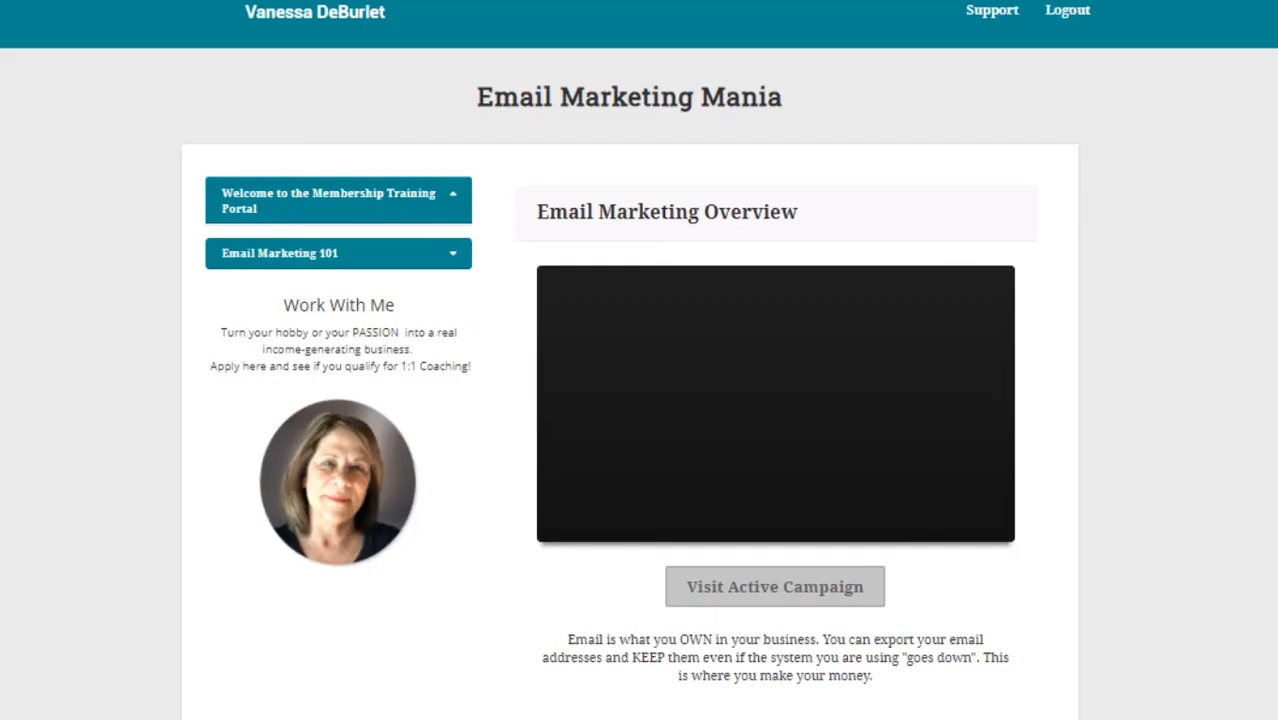 Vanessa DeBurlet
Support
Logout
Email Marketing Mania
Welcome to the Membership Training
Portal
Email Marketing 101
Work With Me
Turn your hobby or your PASSION into a real
income-generating business.
Apply here and see if you qualify for 1:1 Coaching!
Email Marketing Overview
Visit Active Campaign
Email is what you OWN in your business. You can export your email
addresses and KEEP them even if the system you are using "goes down". This
is where you make your money.